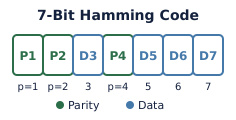 7-Bit Hamming Code
P1 P2 D3 P4 D5 D6 D7
p=1 p=2 3 p=4 5 6 7
Parity Data